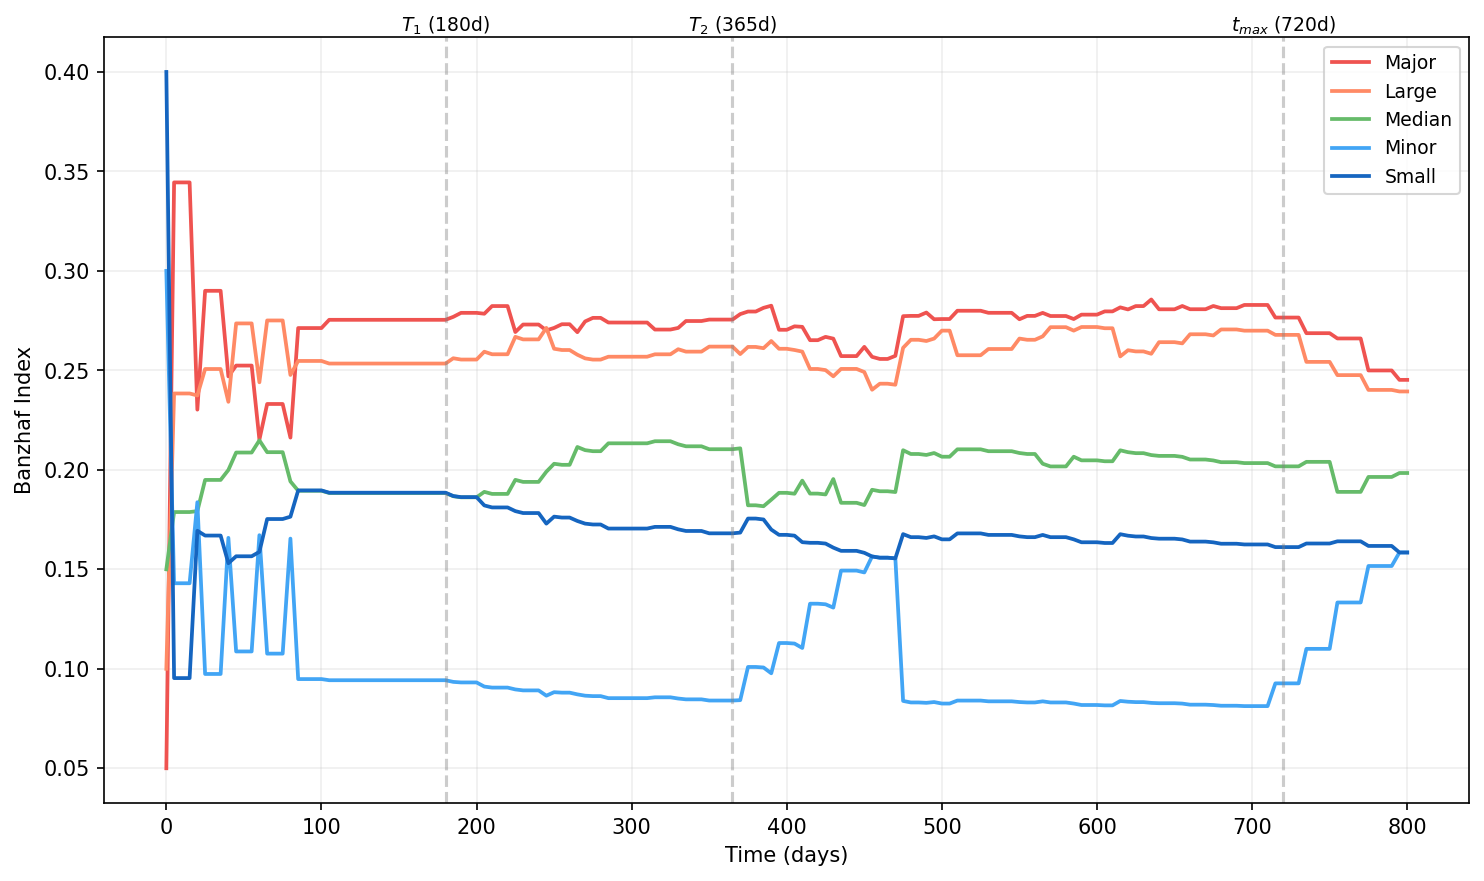 T₁ (180d)
T₂ (365d)
tₘₐₓ (720d)
Major
Large
Median
Minor
Small
0.40
0.35
0.30
0.25
0.20
0.15
0.10
0.05
Banzhaf Index
0
100
200
300
400
500
600
700
800
Time (days)